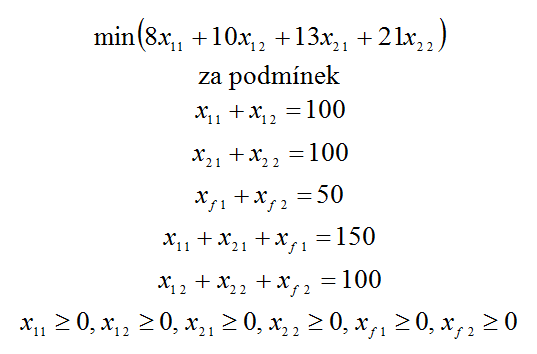 min(8x₁₁ + 10x₁₂ + 13x₂₁ + 21x₂₂)
za podmínek
x₁₁ + x₁₂ = 100
x₂₁ + x₂₂ = 100
x_f1 + x_f2 = 50
x₁₁ + x₂₁ + x_f1 = 150
x₁₂ + x₂₂ + x_f2 = 100
x₁₁ ≥ 0, x₁₂ ≥ 0, x₂₁ ≥ 0, x₂₂ ≥ 0, x_f1 ≥ 0, x_f2 ≥ 0